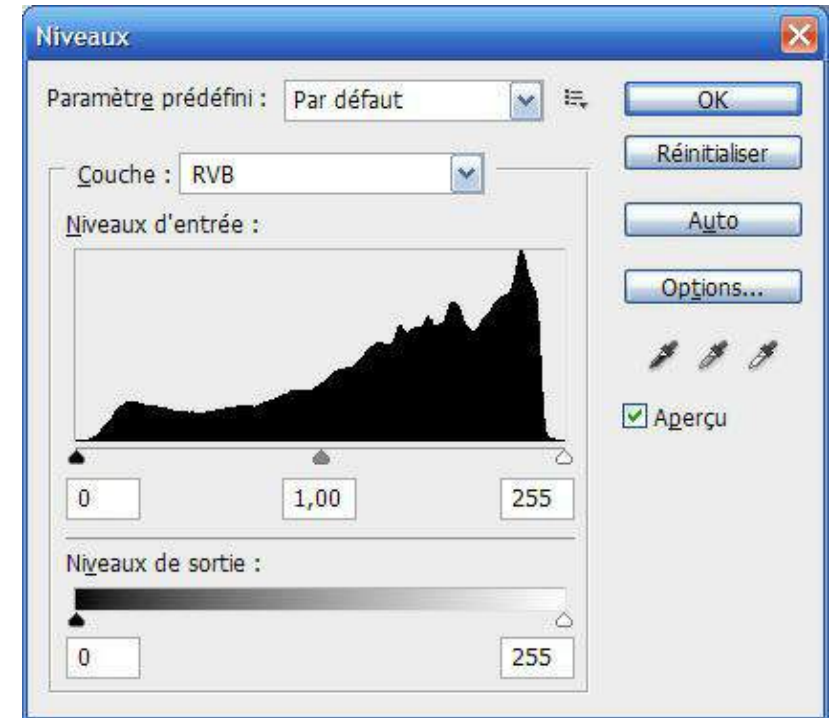 Niveaux
Paramètre prédéfini : Par défaut
OK
Réinitialiser
Couche : RVB
Niveaux d'entrée :
Auto
Options...
Aperçu
0 1,00 255
Niveaux de sortie :
0 255